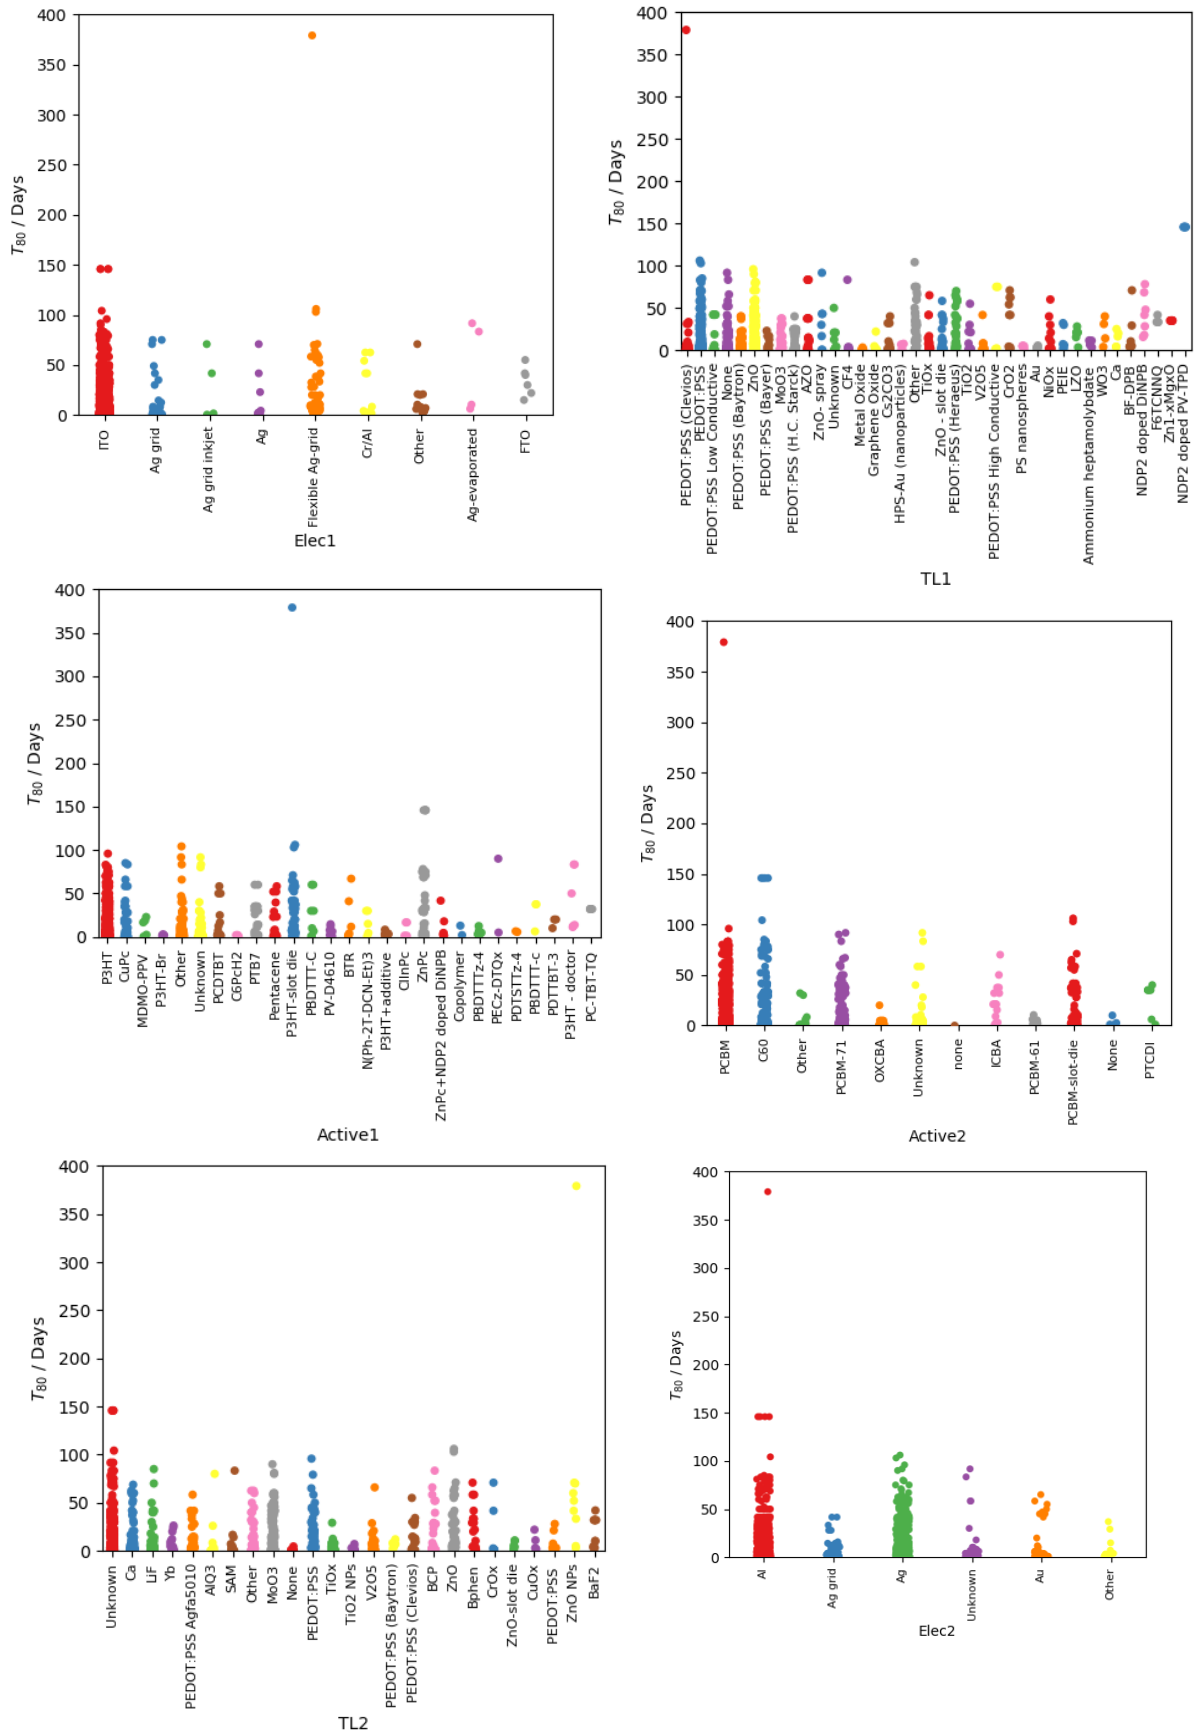 400
350
300
250
200
150
100
50
0
T80 / Days
ITO
Ag grid
Ag grid inkjet
Ag
Flexible Ag-grid
Cr/Al
Other
Ag-evaporated
FTO
Elec1
400
350
300
250
200
150
100
50
0
T80 / Days
PEDOT:PSS (Clevios)
PEDOT:PSS
PEDOT:PSS Low Conductive
None
PEDOT:PSS (Baytron)
ZnO
PEDOT:PSS (Bayer)
MoO3
PEDOT:PSS (H.C. Starck)
AZO
ZnO- spray
Unknown
CF4
Metal Oxide
Graphene Oxide
Cs2CO3
HPS-Au (nanoparticles)
Other
TiOx
ZnO - slot die
PEDOT:PSS (Heraeus)
TiO2
V2O5
PEDOT:PSS High Conductive
CrO2
PS nanospheres
Au
NiOx
PEIE
LZO
Ammonium heptamolybdate
WO3
Ca
BF-DPB
NDP2 doped DiNPB
F6TCNNQ
Zn1-xMgxO
NDP2 doped PV-TPD
TL1
400
350
300
250
200
150
100
50
0
T80 / Days
P3HT
CuPc
MDMO-PPV
P3HT-Br
Other
Unknown
PCDTBT
C6PcH2
PTB7
Pentacene
P3HT-slot die
PBDTTT-C
PV-D4610
BTR
N(Ph-2T-DCN-Et)3
P3HT+additive
ClInPc
ZnPc
ZnPc+NDP2 doped DiNPB
Copolymer
PBDTTTz-4
PECz-DTQx
PDTSTTz-4
PBDTTT-c
PDTTBT-3
P3HT - doctor
PC-TBT-TQ
Active1
400
350
300
250
200
150
100
50
0
T80 / Days
PCBM
C60
Other
PCBM-71
OXCBA
Unknown
none
ICBA
PCBM-61
PCBM-slot-die
None
PTCDI
Active2
400
350
300
250
200
150
100
50
0
T80 / Days
Unknown
Ca
LiF
Yb
PEDOT:PSS Agfa5010
AlQ3
SAM
Other
MoO3
None
PEDOT:PSS
TiOx
TiO2 NPs
V2O5
PEDOT:PSS (Baytron)
PEDOT:PSS (Clevios)
BCP
ZnO
Bphen
CrOx
ZnO-slot die
CuOx
PEDOT:PSS
ZnO NPs
BaF2
TL2
400
350
300
250
200
150
100
50
0
T80 / Days
Al
Ag grid
Ag
Unknown
Au
Other
Elec2